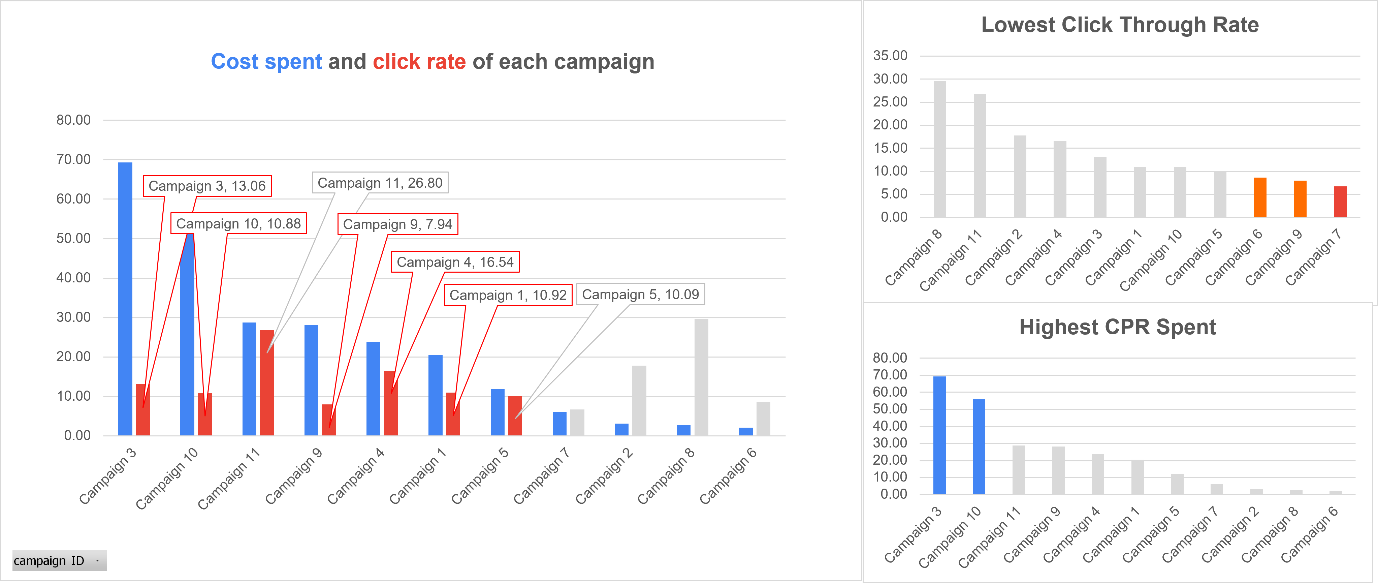 Cost spent and click rate of each campaign
80.00
70.00
60.00
50.00
40.00
30.00
20.00
10.00
0.00
Campaign 3, 13.06
Campaign 11, 26.80
Campaign 10, 10.88
Campaign 9, 7.94
Campaign 4, 16.54
Campaign 1, 10.92
Campaign 5, 10.09
Campaign 3
Campaign 10
Campaign 11
Campaign 9
Campaign 4
Campaign 1
Campaign 5
Campaign 7
Campaign 2
Campaign 8
Campaign 6
campaign ID
Lowest Click Through Rate
35.00
30.00
25.00
20.00
15.00
10.00
5.00
0.00
Campaign 8
Campaign 11
Campaign 2
Campaign 4
Campaign 3
Campaign 1
Campaign 10
Campaign 5
Campaign 6
Campaign 9
Campaign 7
Highest CPR Spent
80.00
70.00
60.00
50.00
40.00
30.00
20.00
10.00
0.00
Campaign 3
Campaign 10
Campaign 11
Campaign 9
Campaign 4
Campaign 1
Campaign 5
Campaign 7
Campaign 2
Campaign 8
Campaign 6